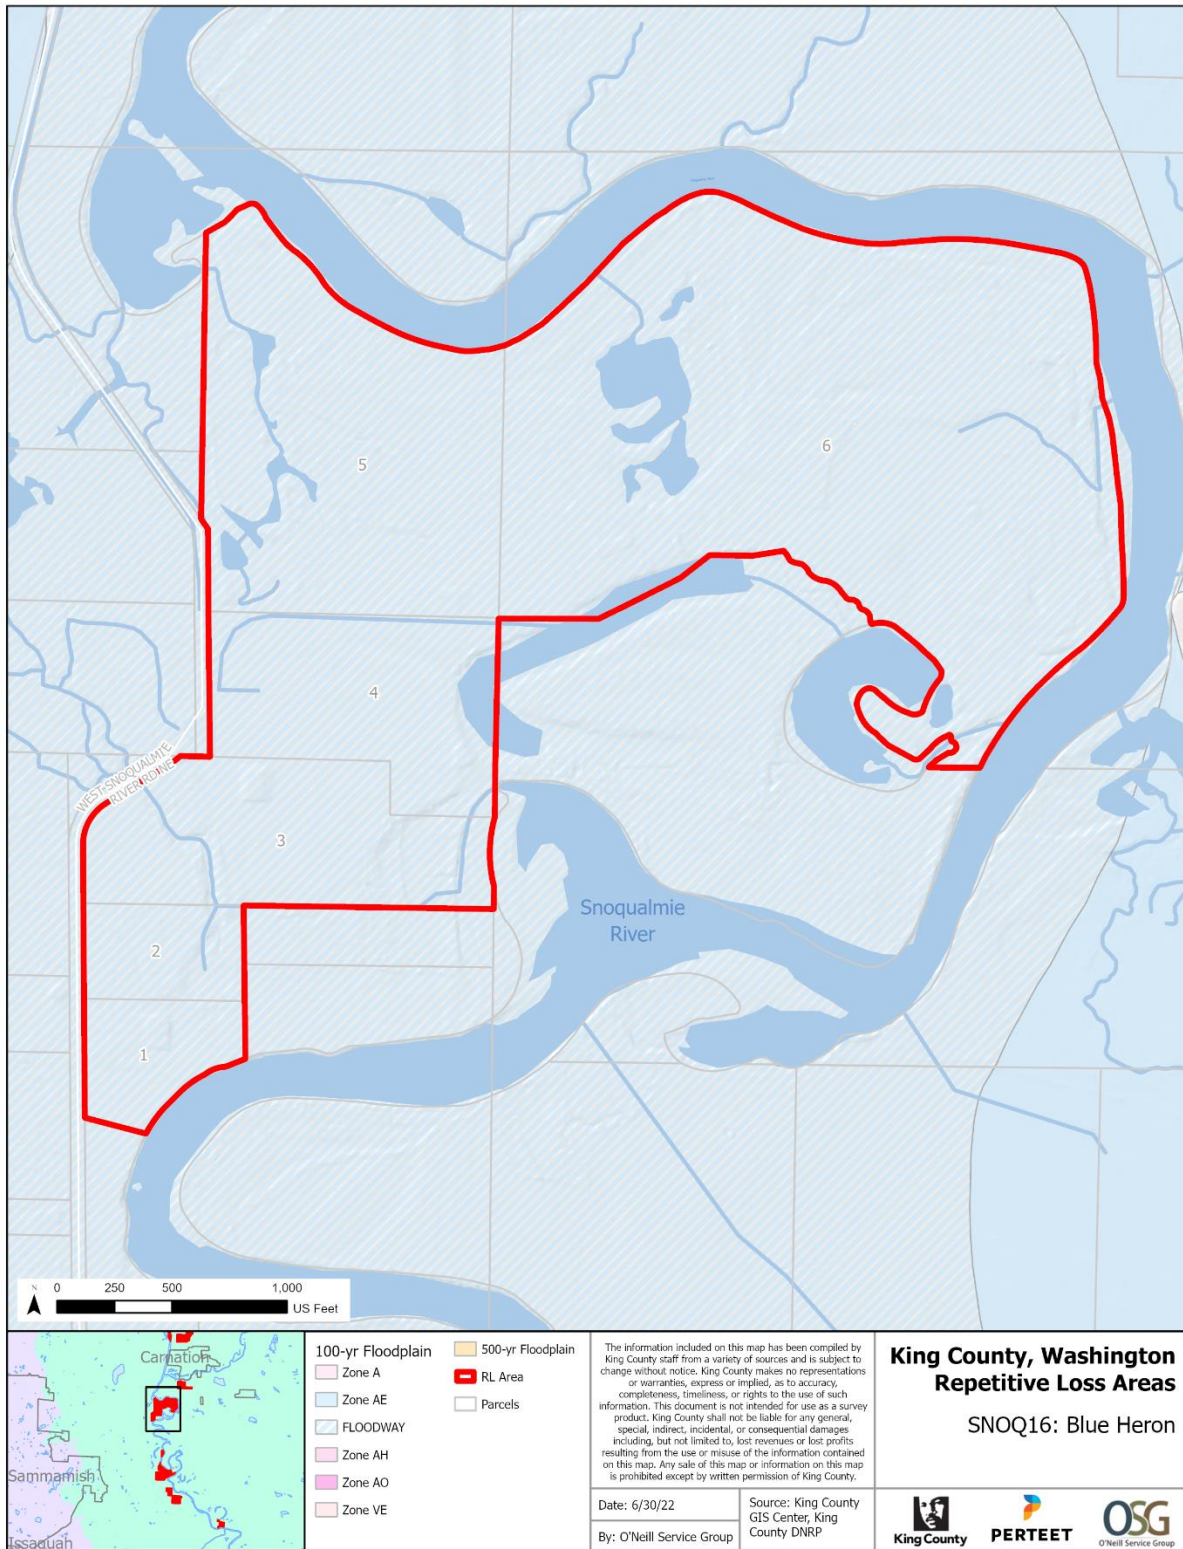 5
6
4
WEST SNOQUALMIE
RIVER RD NE
3
Snoqualmie
River
2
1
N
0 250 500 1,000
US Feet
Carnation
Sammamish
Issaquah
100-yr Floodplain
Zone A
Zone AE
FLOODWAY
Zone AH
Zone AO
Zone VE
500-yr Floodplain
RL Area
Parcels
The information included on this map has been compiled by
King County staff from a variety of sources and is subject to
change without notice. King County makes no representations
or warranties, express or implied, as to accuracy,
completeness, timeliness, or rights to the use of such
information. This document is not intended for use as a survey
product. King County shall not be liable for any general,
special, indirect, incidental, or consequential damages
including, but not limited to, lost revenues or lost profits
resulting from the use or misuse of the information contained
on this map. Any sale of this map or information on this map
is prohibited except by written permission of King County.
Date: 6/30/22
By: O'Neill Service Group
Source: King County
GIS Center, King
County DNRP
King County, Washington
Repetitive Loss Areas
SNOQ16: Blue Heron
King County
PERTEET
OSG
O'Neill Service Group